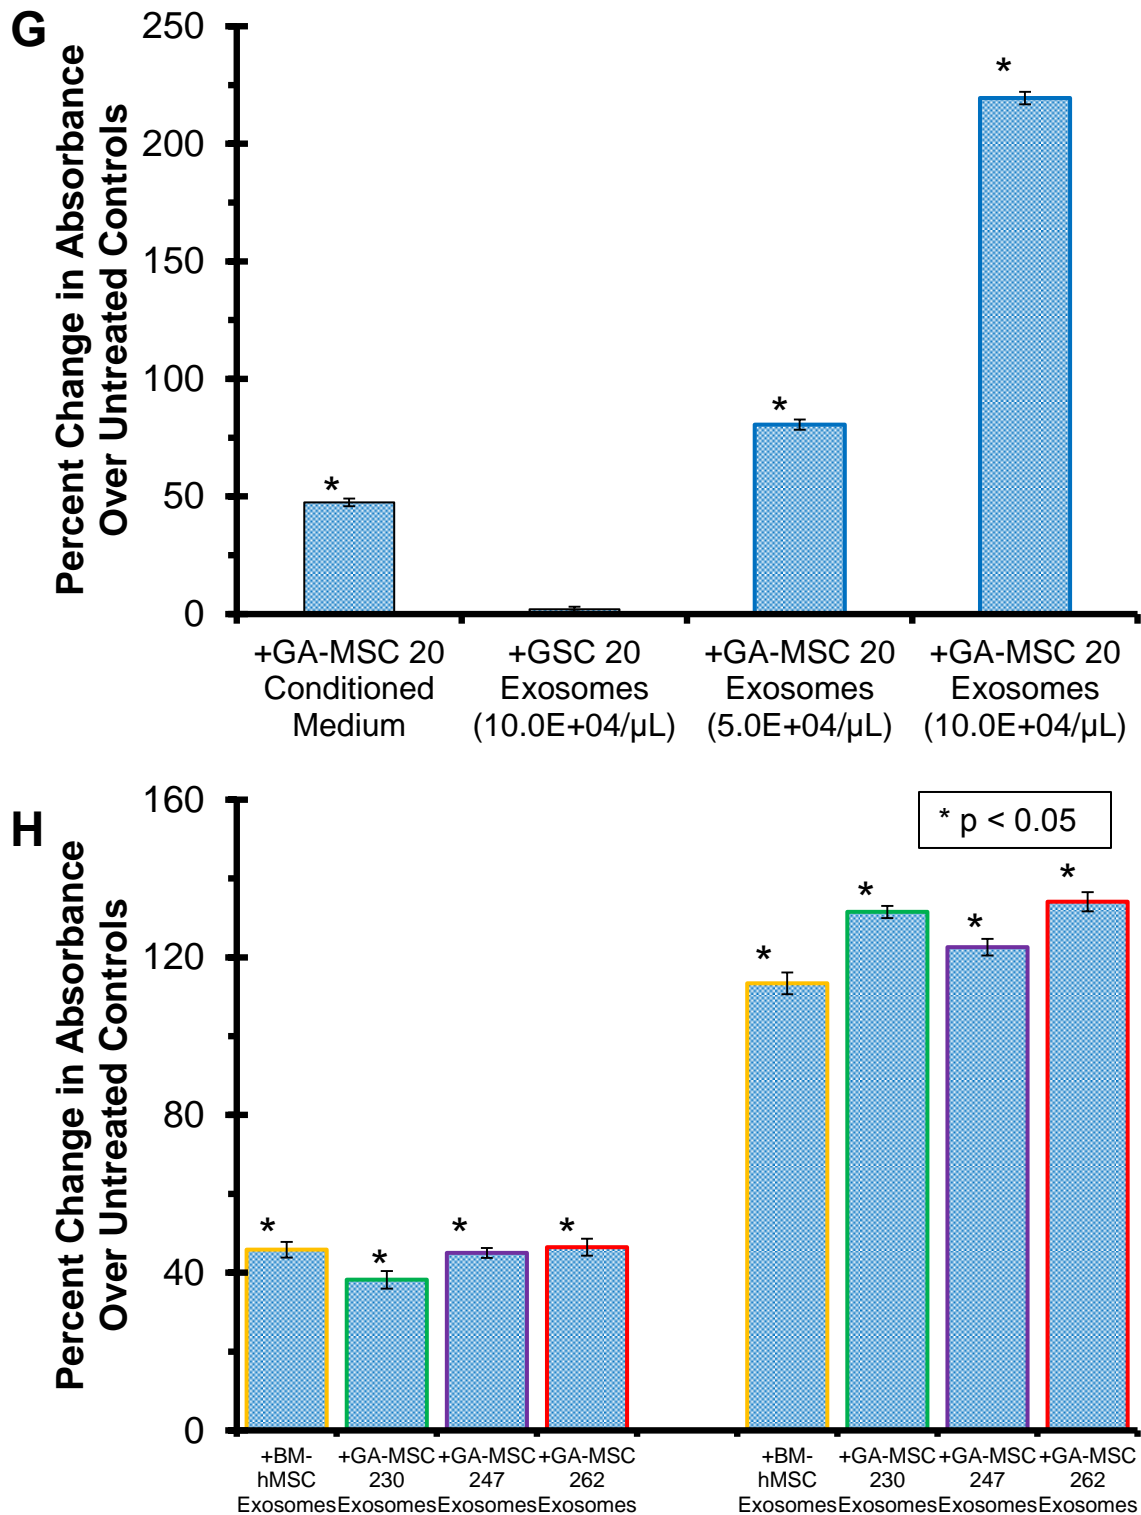 G
Percent Change in Absorbance
Over Untreated Controls
250
200
150
100
50
0
*
*
*
+GA-MSC 20
Conditioned
Medium
+GSC 20
Exosomes
(10.0E+04/µL)
+GA-MSC 20
Exosomes
(5.0E+04/µL)
+GA-MSC 20
Exosomes
(10.0E+04/µL)
H
Percent Change in Absorbance
Over Untreated Controls
160
120
80
40
0
* p < 0.05
*
*
*
*
*
*
*
*
+BM-
hMSC
Exosomes
+GA-MSC
230
Exosomes
+GA-MSC
247
Exosomes
+GA-MSC
262
Exosomes
+BM-
hMSC
Exosomes
+GA-MSC
230
Exosomes
+GA-MSC
247
Exosomes
+GA-MSC
262
Exosomes